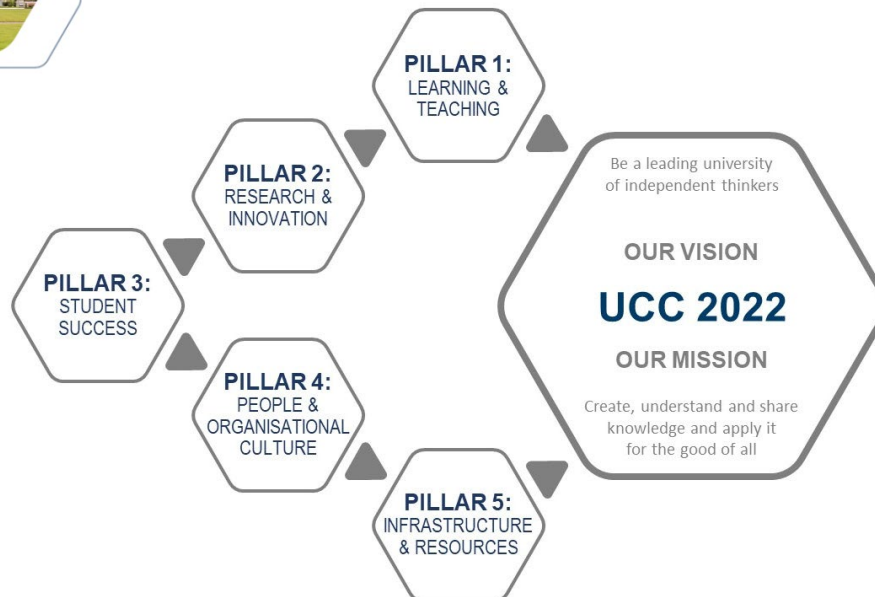 PILLAR 1:
LEARNING &
TEACHING
PILLAR 2:
RESEARCH &
INNOVATION
PILLAR 3:
STUDENT
SUCCESS
PILLAR 4:
PEOPLE &
ORGANISATIONAL
CULTURE
PILLAR 5:
INFRASTRUCTURE
& RESOURCES
Be a leading university
of independent thinkers
OUR VISION
UCC 2022
OUR MISSION
Create, understand and share
knowledge and apply it
for the good of all